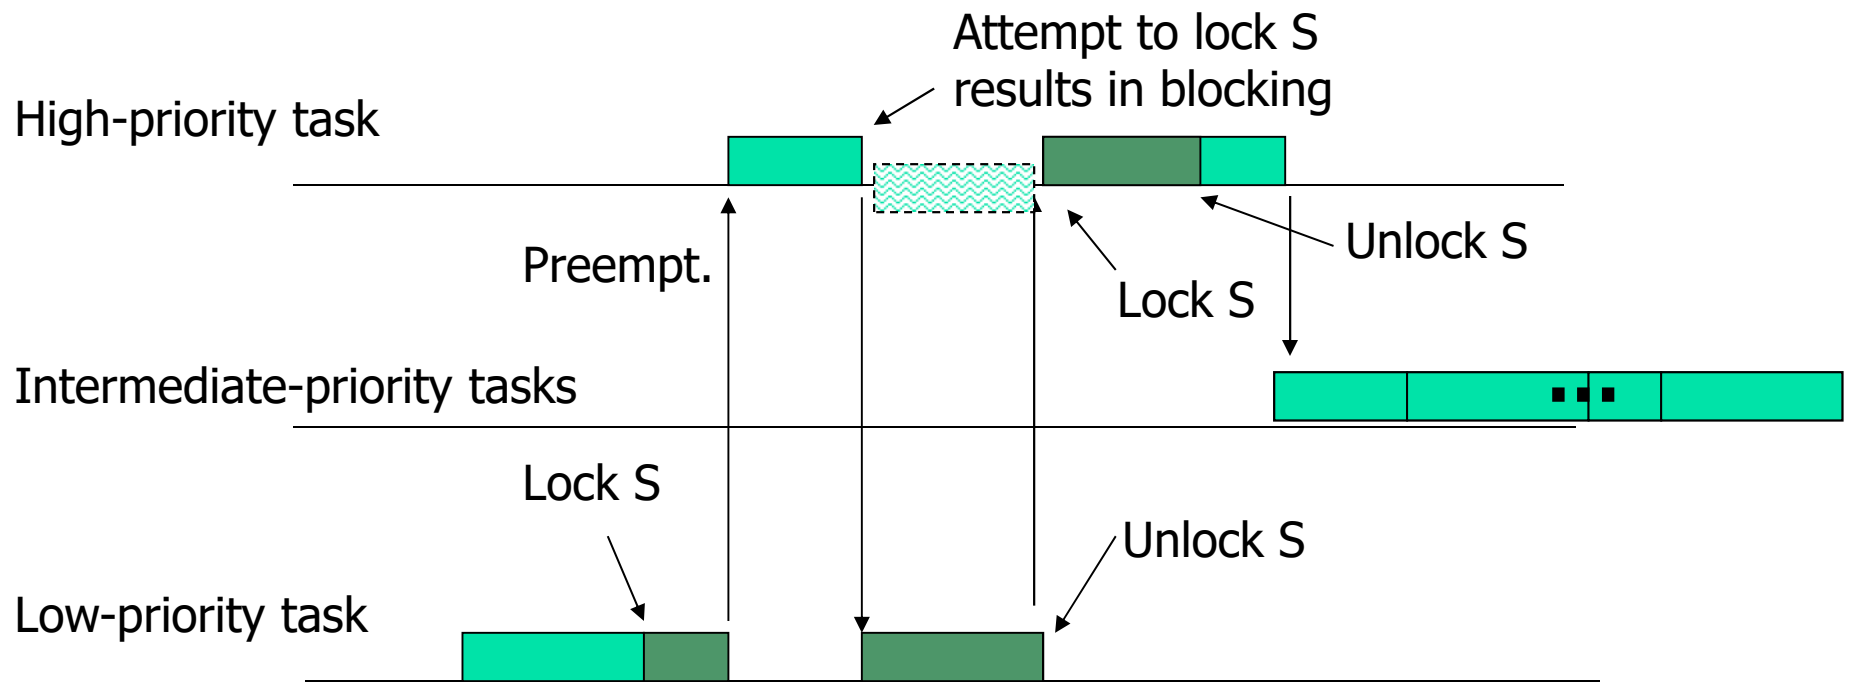 Attempt to lock S
results in blocking
High-priority task
Unlock S
Preempt.
Lock S
Intermediate-priority tasks
Lock S
Unlock S
Low-priority task